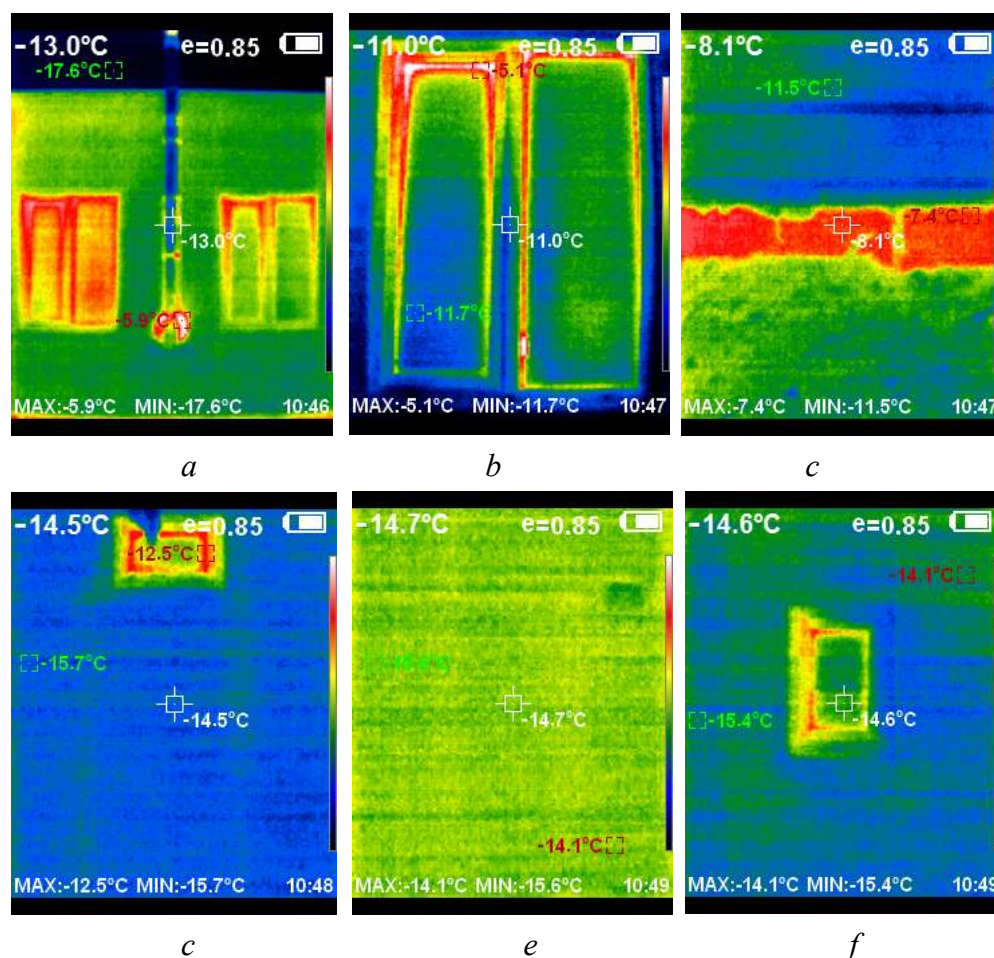 -13.0°C e=0.85
-17.6°C
-13.0°C
-5.9°C
MAX:-5.9°C MIN:-17.6°C 10:46
a
-11.0°C e=0.85
-5.1°C
-11.0°C
-11.7°C
MAX:-5.1°C MIN:-11.7°C 10:47
b
-8.1°C e=0.85
-11.5°C
-7.4°C
-8.1°C
MAX:-7.4°C MIN:-11.5°C 10:47
c
-14.5°C e=0.85
-12.5°C
-15.7°C
-14.5°C
MAX:-12.5°C MIN:-15.7°C 10:48
c
-14.7°C e=0.85
-14.7°C
-14.1°C
MAX:-14.1°C MIN:-15.6°C 10:49
e
-14.6°C e=0.85
-14.1°C
-15.4°C
-14.6°C
MAX:-14.1°C MIN:-15.4°C 10:49
f